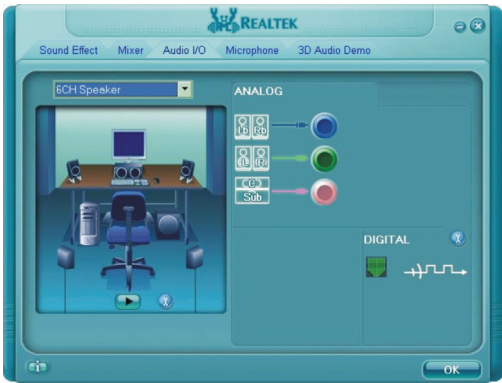 REALTEK
Sound Effect Mixer Audio I/O Microphone 3D Audio Demo
6CH Speaker
ANALOG
Lb Rb
L R
C
Sub
DIGITAL
i
OK